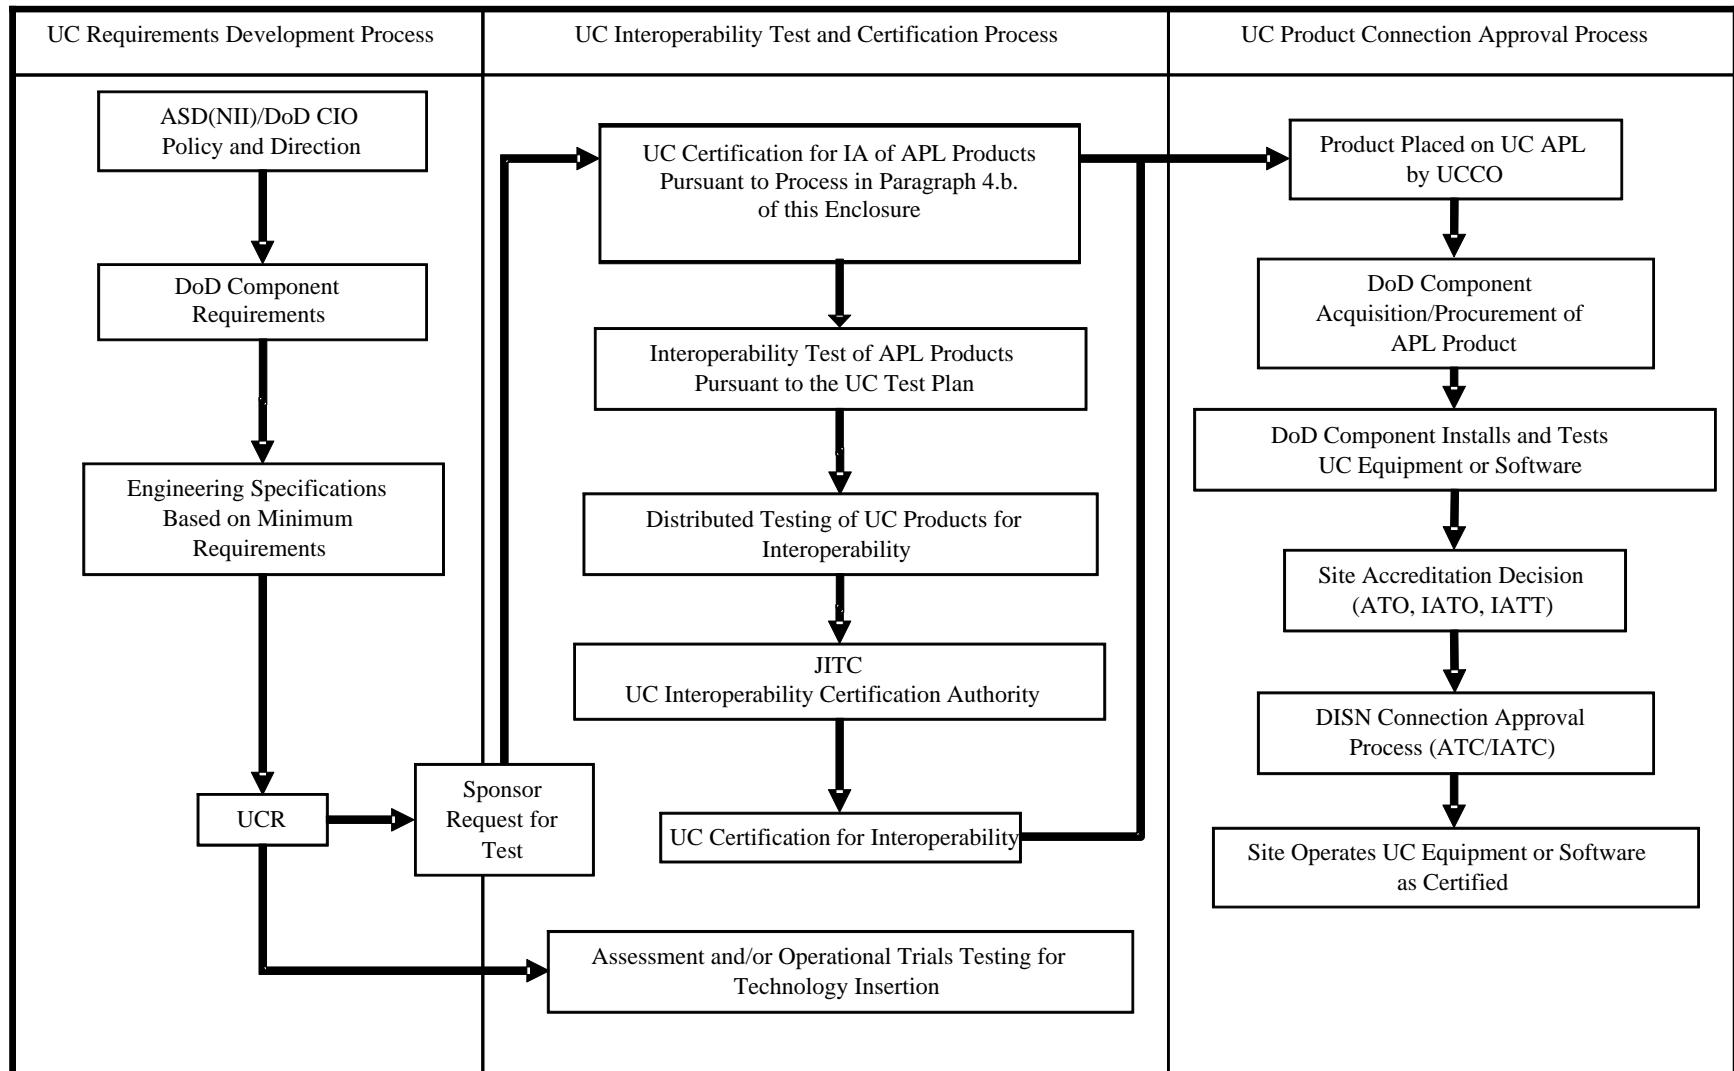 UC Requirements Development Process
UC Interoperability Test and Certification Process
UC Product Connection Approval Process
ASD(NII)/DoD CIO
Policy and Direction
DoD Component
Requirements
Engineering Specifications
Based on Minimum
Requirements
UCR
Sponsor
Request for
Test
UC Certification for IA of APL Products
Pursuant to Process in Paragraph 4.b.
of this Enclosure
Interoperability Test of APL Products
Pursuant to the UC Test Plan
Distributed Testing of UC Products for
Interoperability
JITC
UC Interoperability Certification Authority
UC Certification for Interoperability
Assessment and/or Operational Trials Testing for
Technology Insertion
Product Placed on UC APL
by UCCO
DoD Component
Acquisition/Procurement of
APL Product
DoD Component Installs and Tests
UC Equipment or Software
Site Accreditation Decision
(ATO, IATO, IATT)
DISN Connection Approval
Process (ATC/IATC)
Site Operates UC Equipment or Software
as Certified